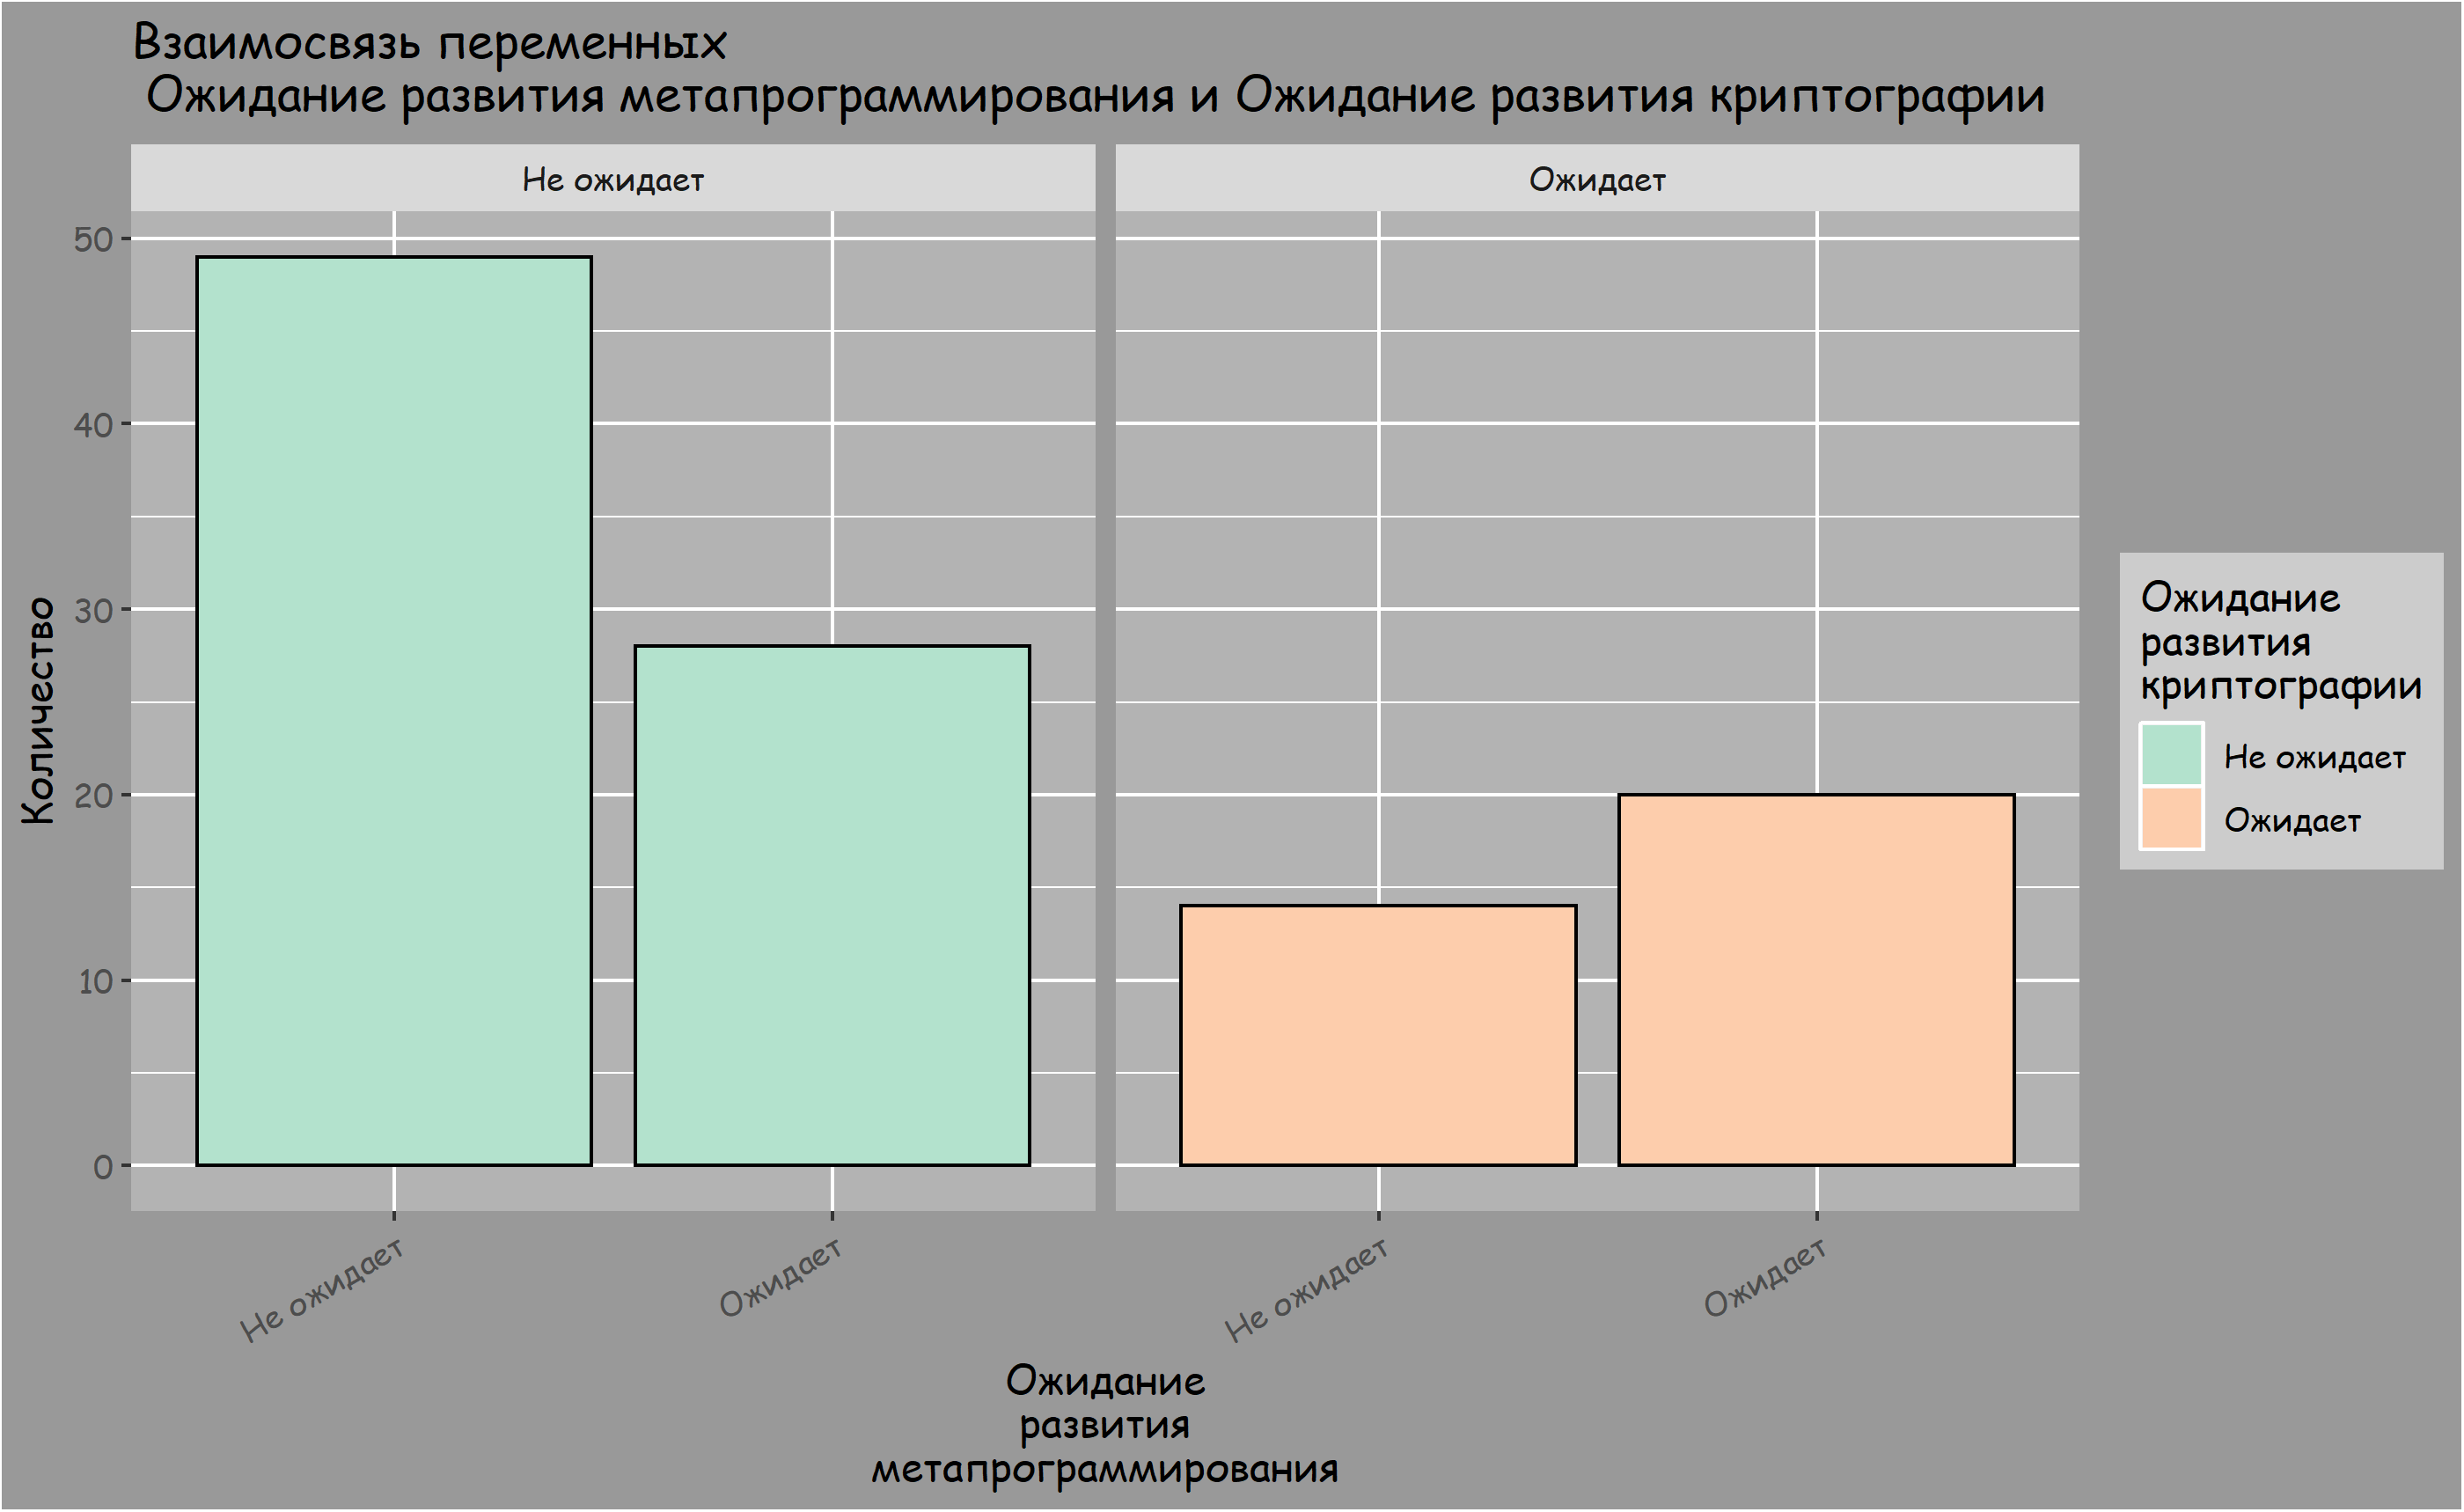 Взаимосвязь переменных
Ожидание развития метапрограммирования и Ожидание развития криптографии
Не ожидает
Ожидает
50
40
30
20
10
0
Количество
Не ожидает
Ожидает
Не ожидает
Ожидает
Ожидание
развития
метапрограммирования
Ожидание
развития
криптографии
Не ожидает
Ожидает